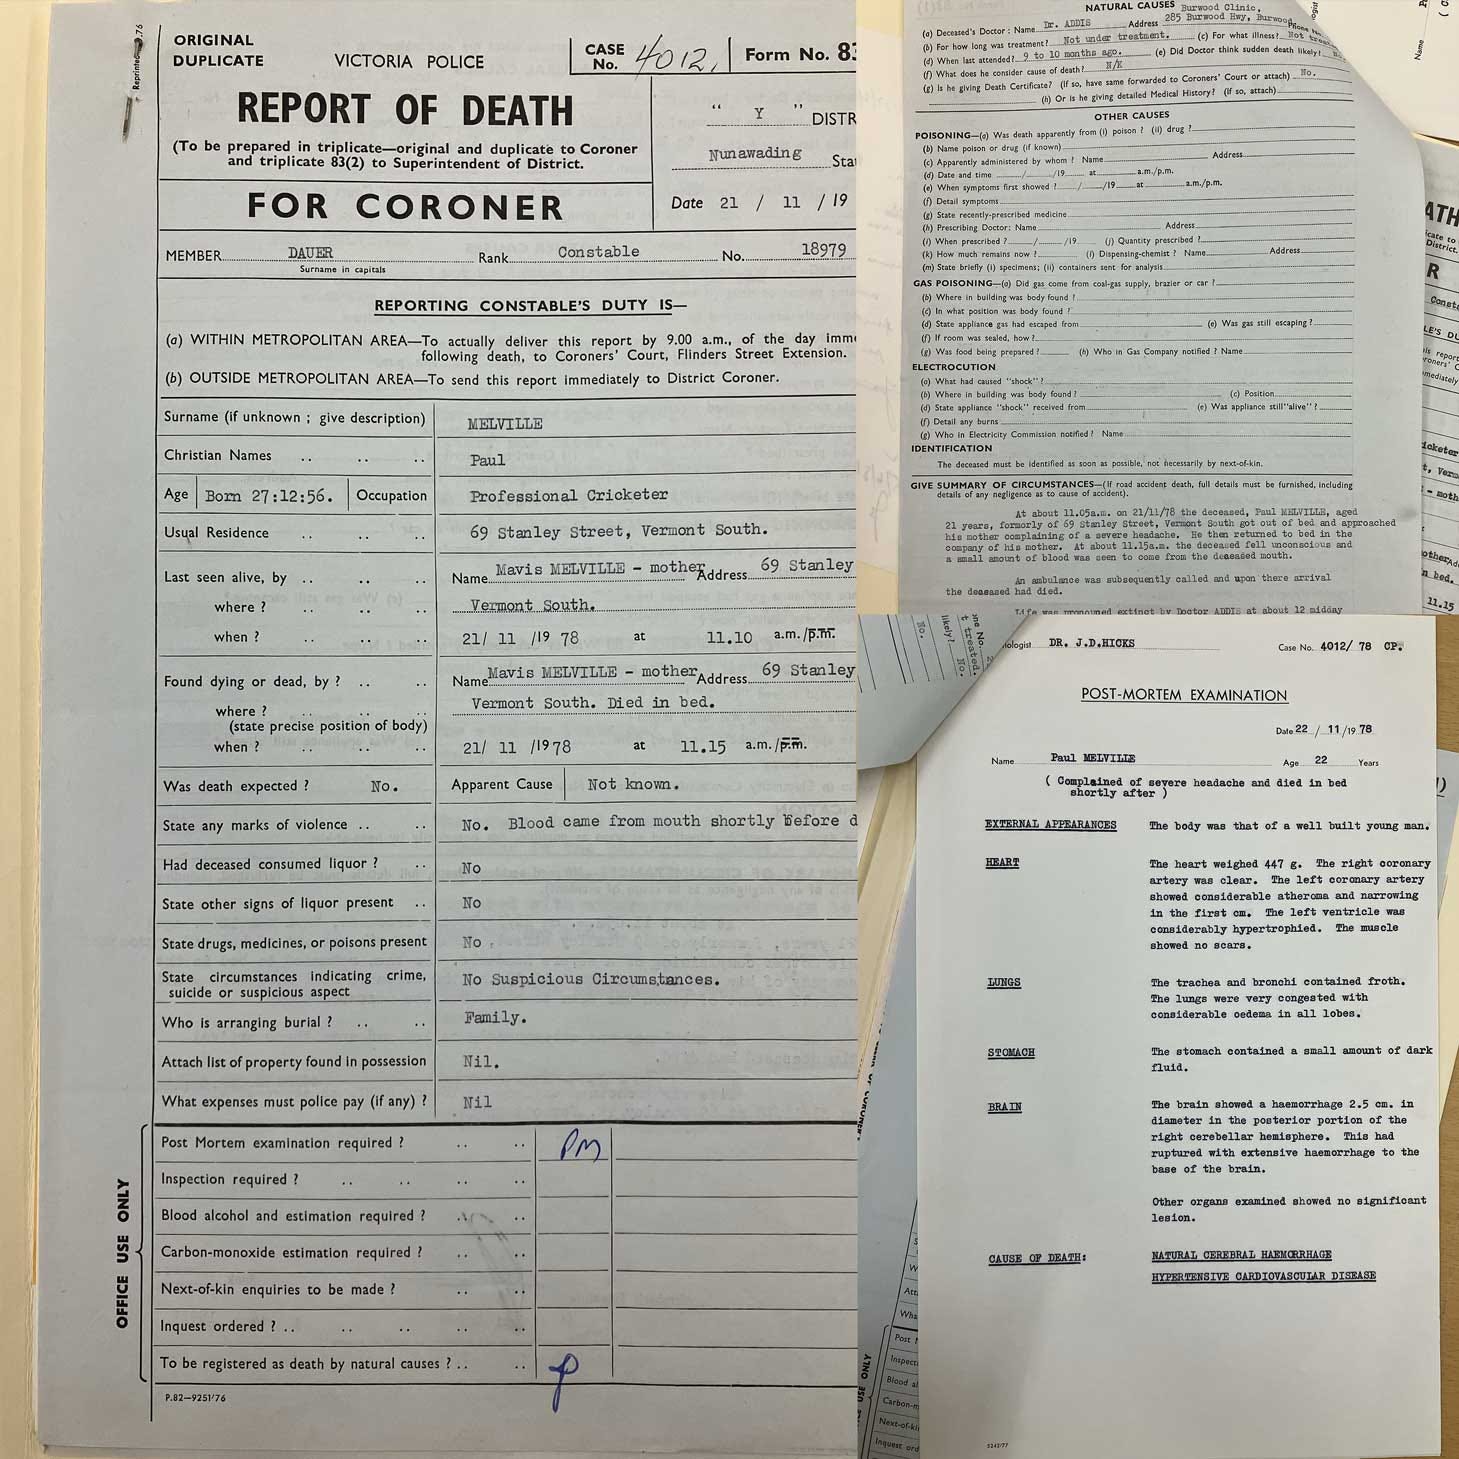 Reprinted 9.76
ORIGINAL
DUPLICATE
VICTORIA POLICE
CASE No. 4012,
Form No. 83
REPORT OF DEATH
(To be prepared in triplicate—original and duplicate to Coroner
and triplicate 83(2) to Superintendent of District.
FOR CORONER
" Y " DISTR
Nunawading Sta
Date 21 / 11 / 19
MEMBER DAUER Rank Constable No. 18979
Surname in capitals
REPORTING CONSTABLE'S DUTY IS—
(a) WITHIN METROPOLITAN AREA—To actually deliver this report by 9.00 a.m., of the day imme
following death, to Coroners' Court, Flinders Street Extension.
(b) OUTSIDE METROPOLITAN AREA—To send this report immediately to District Coroner.
Surname (if unknown ; give description) MELVILLE
Christian Names .. .. .. Paul
Age Born 27:12:56. Occupation Professional Cricketer
Usual Residence .. .. .. 69 Stanley Street, Vermont South.
Last seen alive, by .. .. .. Name Mavis MELVILLE - mother Address 69 Stanley
where ? .. .. .. Vermont South.
when ? .. .. .. 21/ 11 /19 78 at 11.10 a.m./p.m.
Found dying or dead, by ? .. .. Name Mavis MELVILLE - mother Address 69 Stanley
where ? .. .. .. Vermont South. Died in bed.
(state precise position of body)
when ? .. .. .. 21/ 11 /1978 at 11.15 a.m./p.m.
Was death expected ? No. Apparent Cause Not known.
State any marks of violence .. .. No. Blood came from mouth shortly before d
Had deceased consumed liquor ? .. No
State other signs of liquor present .. No
State drugs, medicines, or poisons present No .
State circumstances indicating crime,
suicide or suspicious aspect No Suspicious Circumstances.
Who is arranging burial ? .. .. Family.
Attach list of property found in possession Nil.
What expenses must police pay (if any) ? Nil
OFFICE USE ONLY
Post Mortem examination required ? .. .. PM
Inspection required ? .. .. ..
Blood alcohol and estimation required ? .. ..
Carbon-monoxide estimation required ? .. ..
Next-of-kin enquiries to be made ? .. ..
Inquest ordered ? .. .. .. ..
To be registered as death by natural causes ? .. ..
P.82—9251/76
NATURAL CAUSES Burwood Clinic,
(a) Deceased's Doctor : Name Dr. ADDIS Address 285 Burwood Hwy, Burwood
(b) For how long was treatment? Not under treatment. (c) For what illness? Not
(d) When last attended? 9 to 10 months ago. (e) Did Doctor think sudden death likely?
(f) What does he consider cause of death? N/K
(g) Is he giving Death Certificate? (If so, have same forwarded to Coroners' Court or attach) No.
(h) Or is he giving detailed Medical History? (If so, attach)
OTHER CAUSES
POISONING—(a) Was death apparently from (i) poison ? (ii) drug ?
(b) Name poison or drug (if known)
(c) Apparently administered by whom ? Name Address
(d) Date and time / /19 at a.m./p.m.
(e) When symptoms first showed ? / /19 at a.m./p.m.
(f) Detail symptoms
(g) State recently-prescribed medicine
(h) Prescribing Doctor: Name Address
(i) When prescribed ? / /19 (j) Quantity prescribed ?
(k) How much remains now ? (l) Dispensing-chemist ? Name Address
(m) State briefly (i) specimens; (ii) containers sent for analysis
GAS POISONING—(a) Did gas come from coal-gas supply, brazier or car ?
(b) Where in building was body found ?
(c) In what position was body found ?
(d) State appliance gas had escaped from (e) Was gas still escaping ?
(f) If room was sealed, how ?
(g) Was food being prepared ? (h) Who in Gas Company notified ? Name
ELECTROCUTION
(a) What had caused "shock" ?
(b) Where in building was body found ? (c) Position
(d) State appliance "shock" received from (e) Was appliance still "alive" ?
(f) Detail any burns
(g) Who in Electricity Commission notified ? Name
IDENTIFICATION
The deceased must be identified as soon as possible, not necessarily by next-of-kin.
GIVE SUMMARY OF CIRCUMSTANCES—(If road accident death, full details must be furnished, including
details of any negligence as to cause of accident).
At about 11.05a.m. on 21/11/78 the deceased, Paul MELVILLE, aged
21 years, formorly of 69 Stanley Street, Vermont South got out of bed and approached
his mother complaining of a severe headache. He then returned to bed in the
company of his mother. At about 11.15a.m. the deceased fell unconscious and
a small amount of blood was seen to come from the deceased mouth.
An ambulance was subsequently called and upon there arrival
the deceased had died.
Life was pronounced extinct by Doctor ADDIS at about 12 midday
ologist DR. J.D.HICKS Case No. 4012/ 78 CP.
POST-MORTEM EXAMINATION
Date 22 / 11 /19 78
Name Paul MELVILLE Age 22 Years
( Complained of severe headache and died in bed
shortly after )
EXTERNAL APPEARANCES The body was that of a well built young man.
HEART The heart weighed 447 g. The right coronary
artery was clear. The left coronary artery
showed considerable atheroma and narrowing
in the first cm. The left ventricle was
considerably hypertrophied. The muscle
showed no scars.
LUNGS The trachea and bronchi contained froth.
The lungs were very congested with
considerable oedema in all lobes.
STOMACH The stomach contained a small amount of dark
fluid.
BRAIN The brain showed a haemorrhage 2.5 cm. in
diameter in the posterior portion of the
right cerebellar hemisphere. This had
ruptured with extensive haemorrhage to the
base of the brain.
Other organs examined showed no significant
lesion.
CAUSE OF DEATH: NATURAL CEREBRAL HAEMORRHAGE
HYPERTENSIVE CARDIOVASCULAR DISEASE
5242/77